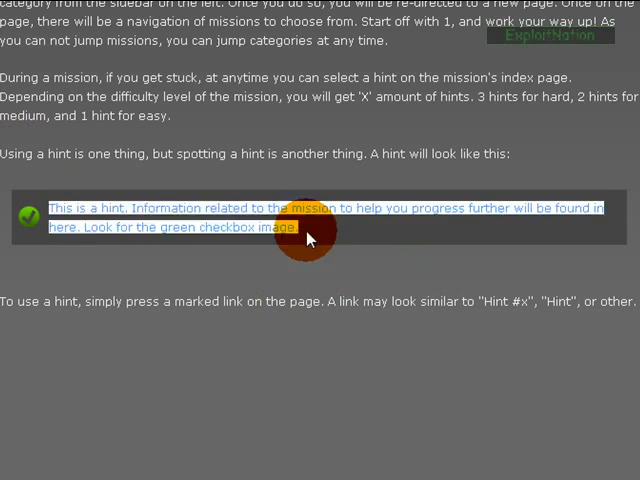 category from the sidebar on the left. Once you do so, you will be re-directed to a new page. Once on the
page, there will be a navigation of missions to choose from. Start off with 1, and work your way up! As
ExploitNation
you can not jump missions, you can jump categories at any time.
During a mission, if you get stuck, at anytime you can select a hint on the mission's index page.
Depending on the difficulty level of the mission, you will get 'X' amount of hints. 3 hints for hard, 2 hints for
medium, and 1 hint for easy.
Using a hint is one thing, but spotting a hint is another thing. A hint will look like this:
This is a hint. Information related to the mission to help you progress further will be found in
here. Look for the green checkbox image.
To use a hint, simply press a marked link on the page. A link may look similar to "Hint #x", "Hint", or other.